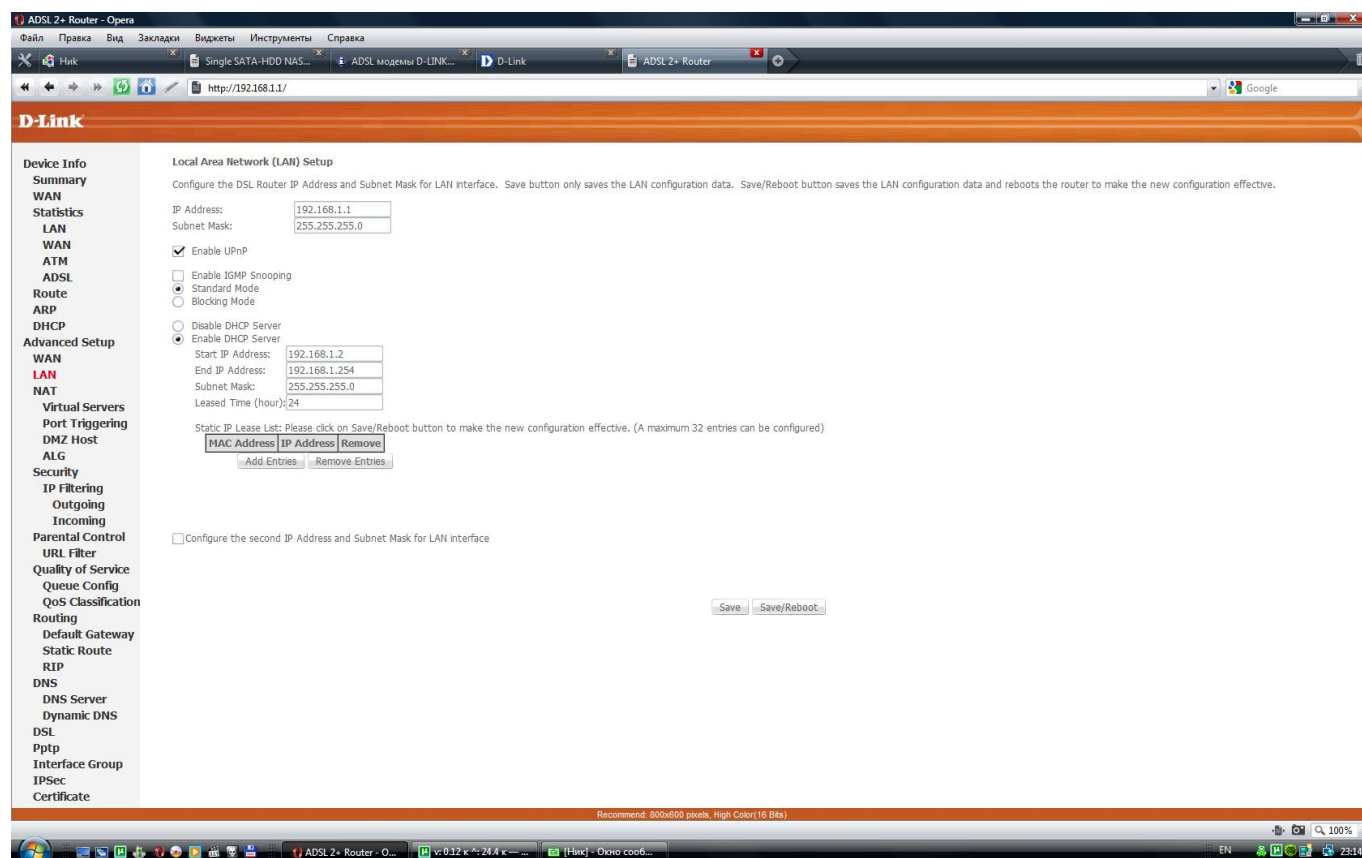 ADSL 2+ Router - Opera
Файл Правка Вид Закладки Виджеты Инструменты Справка
Ник
Single SATA-HDD NAS...
ADSL модемы D-LINK...
D-Link
ADSL 2+ Router
http://192.168.1.1/
Google
D-Link
Device Info
Summary
WAN
Statistics
LAN
WAN
ATM
ADSL
Route
ARP
DHCP
Advanced Setup
WAN
LAN
NAT
Virtual Servers
Port Triggering
DMZ Host
ALG
Security
IP Filtering
Outgoing
Incoming
Parental Control
URL Filter
Quality of Service
Queue Config
QoS Classification
Routing
Default Gateway
Static Route
RIP
DNS
DNS Server
Dynamic DNS
DSL
Pptp
Interface Group
IPSec
Certificate
Local Area Network (LAN) Setup
Configure the DSL Router IP Address and Subnet Mask for LAN interface. Save button only saves the LAN configuration data. Save/Reboot button saves the LAN configuration data and reboots the router to make the new configuration effective.
IP Address: 192.168.1.1
Subnet Mask: 255.255.255.0
Enable UPnP
Enable IGMP Snooping
Standard Mode
Blocking Mode
Disable DHCP Server
Enable DHCP Server
Start IP Address: 192.168.1.2
End IP Address: 192.168.1.254
Subnet Mask: 255.255.255.0
Leased Time (hour): 24
Static IP Lease List: Please click on Save/Reboot button to make the new configuration effective. (A maximum 32 entries can be configured)
MAC Address IP Address Remove
Add Entries Remove Entries
Configure the second IP Address and Subnet Mask for LAN interface
Save Save/Reboot
Recommend: 800x600 pixels, High Color(16 Bits)
100%
ADSL 2+ Router - O...
v: 0.12 к ^: 24.4 к — ...
[Ник] - Окно сооб...
EN
23:14